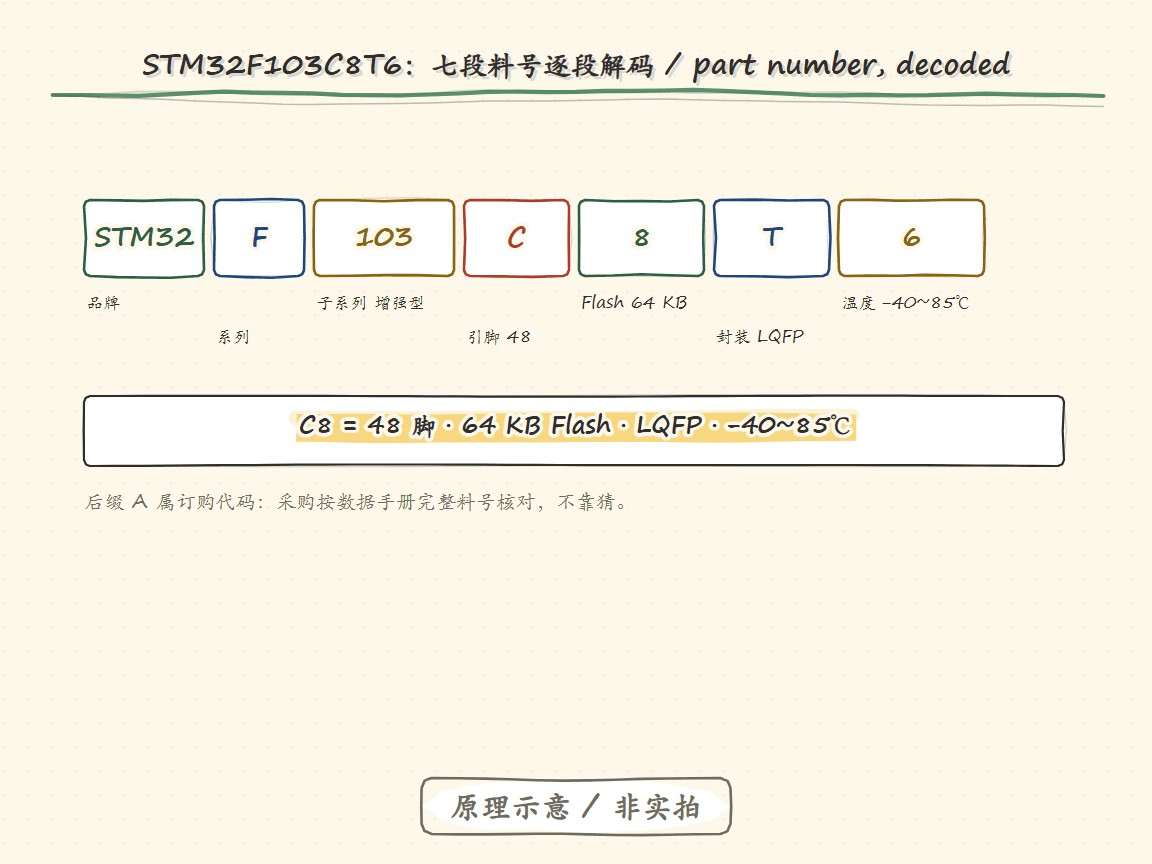 STM32F103C8T6：七段料号逐段解码 / part number, decoded
STM32 F 103 C 8 T 6
品牌 子系列 增强型 Flash 64 KB 温度 -40~85℃
系列 引脚 48 封装 LQFP
C8 = 48 脚 · 64 KB Flash · LQFP · -40~85℃
后缀 A 属订购代码：采购按数据手册完整料号核对，不靠猜。
原理示意 / 非实拍